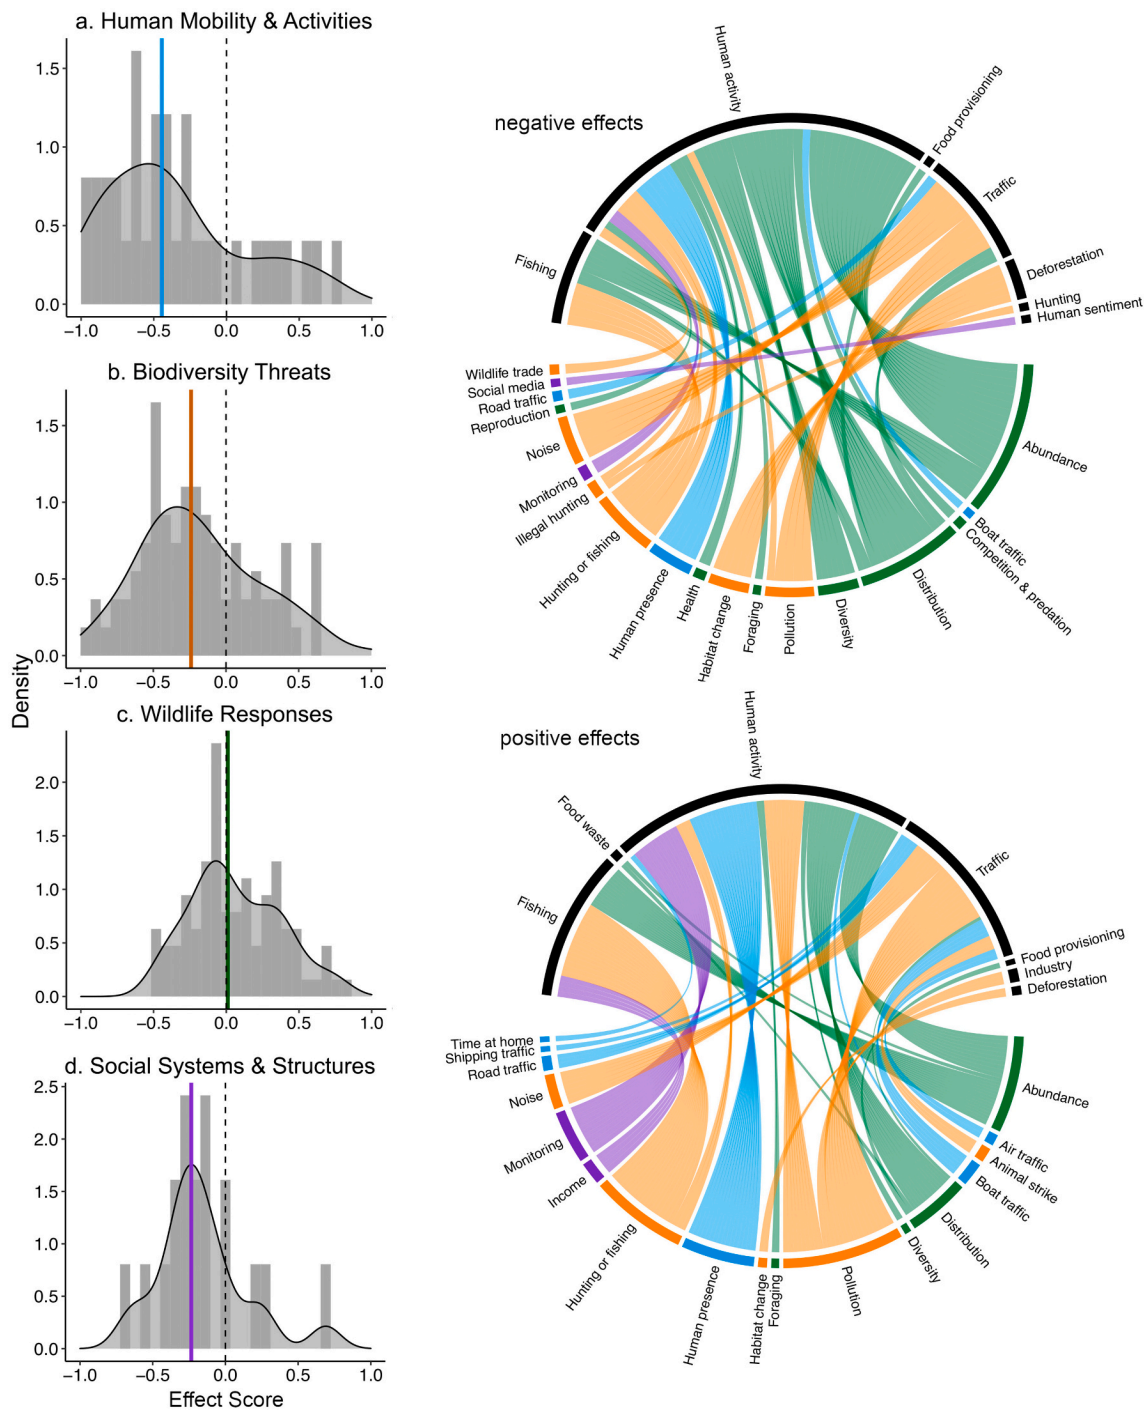 a. Human Mobility & Activities
1.5
1.0
0.5
0.0
−1.0 −0.5 0.0 0.5 1.0
b. Biodiversity Threats
1.5
1.0
0.5
0.0
−1.0 −0.5 0.0 0.5 1.0
Density
c. Wildlife Responses
2.0
1.5
1.0
0.5
0.0
−1.0 −0.5 0.0 0.5 1.0
d. Social Systems & Structures
2.5
2.0
1.5
1.0
0.5
0.0
−1.0 −0.5 0.0 0.5 1.0
Effect Score
negative effects
Fishing
Human activity
Food provisioning
Traffic
Deforestation
Hunting
Human sentiment
Abundance
Boat traffic
Competition & predation
Distribution
Diversity
Pollution
Foraging
Habitat change
Health
Human presence
Hunting or fishing
Illegal hunting
Monitoring
Noise
Reproduction
Road traffic
Social media
Wildlife trade
positive effects
Fishing
Food waste
Human activity
Traffic
Food provisioning
Industry
Deforestation
Abundance
Air traffic
Animal strike
Boat traffic
Distribution
Diversity
Pollution
Foraging
Habitat change
Human presence
Hunting or fishing
Income
Monitoring
Noise
Road traffic
Shipping traffic
Time at home